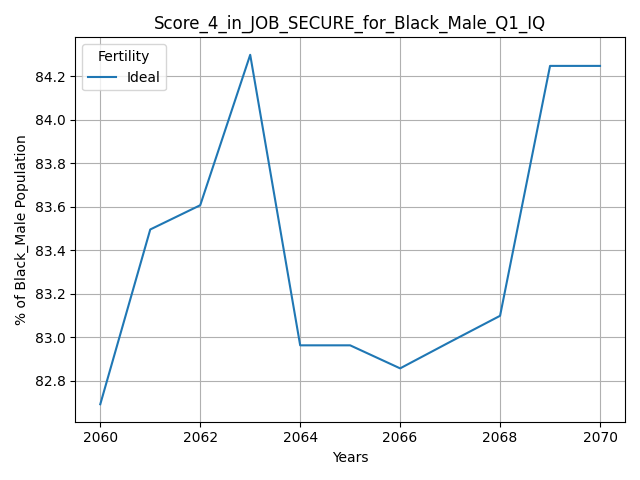 Score_4_in_JOB_SECURE_for_Black_Male_Q1_IQ
Fertility
Ideal
84.2
84.0
83.8
83.6
83.4
83.2
83.0
82.8
% of Black_Male Population
2060 2062 2064 2066 2068 2070
Years